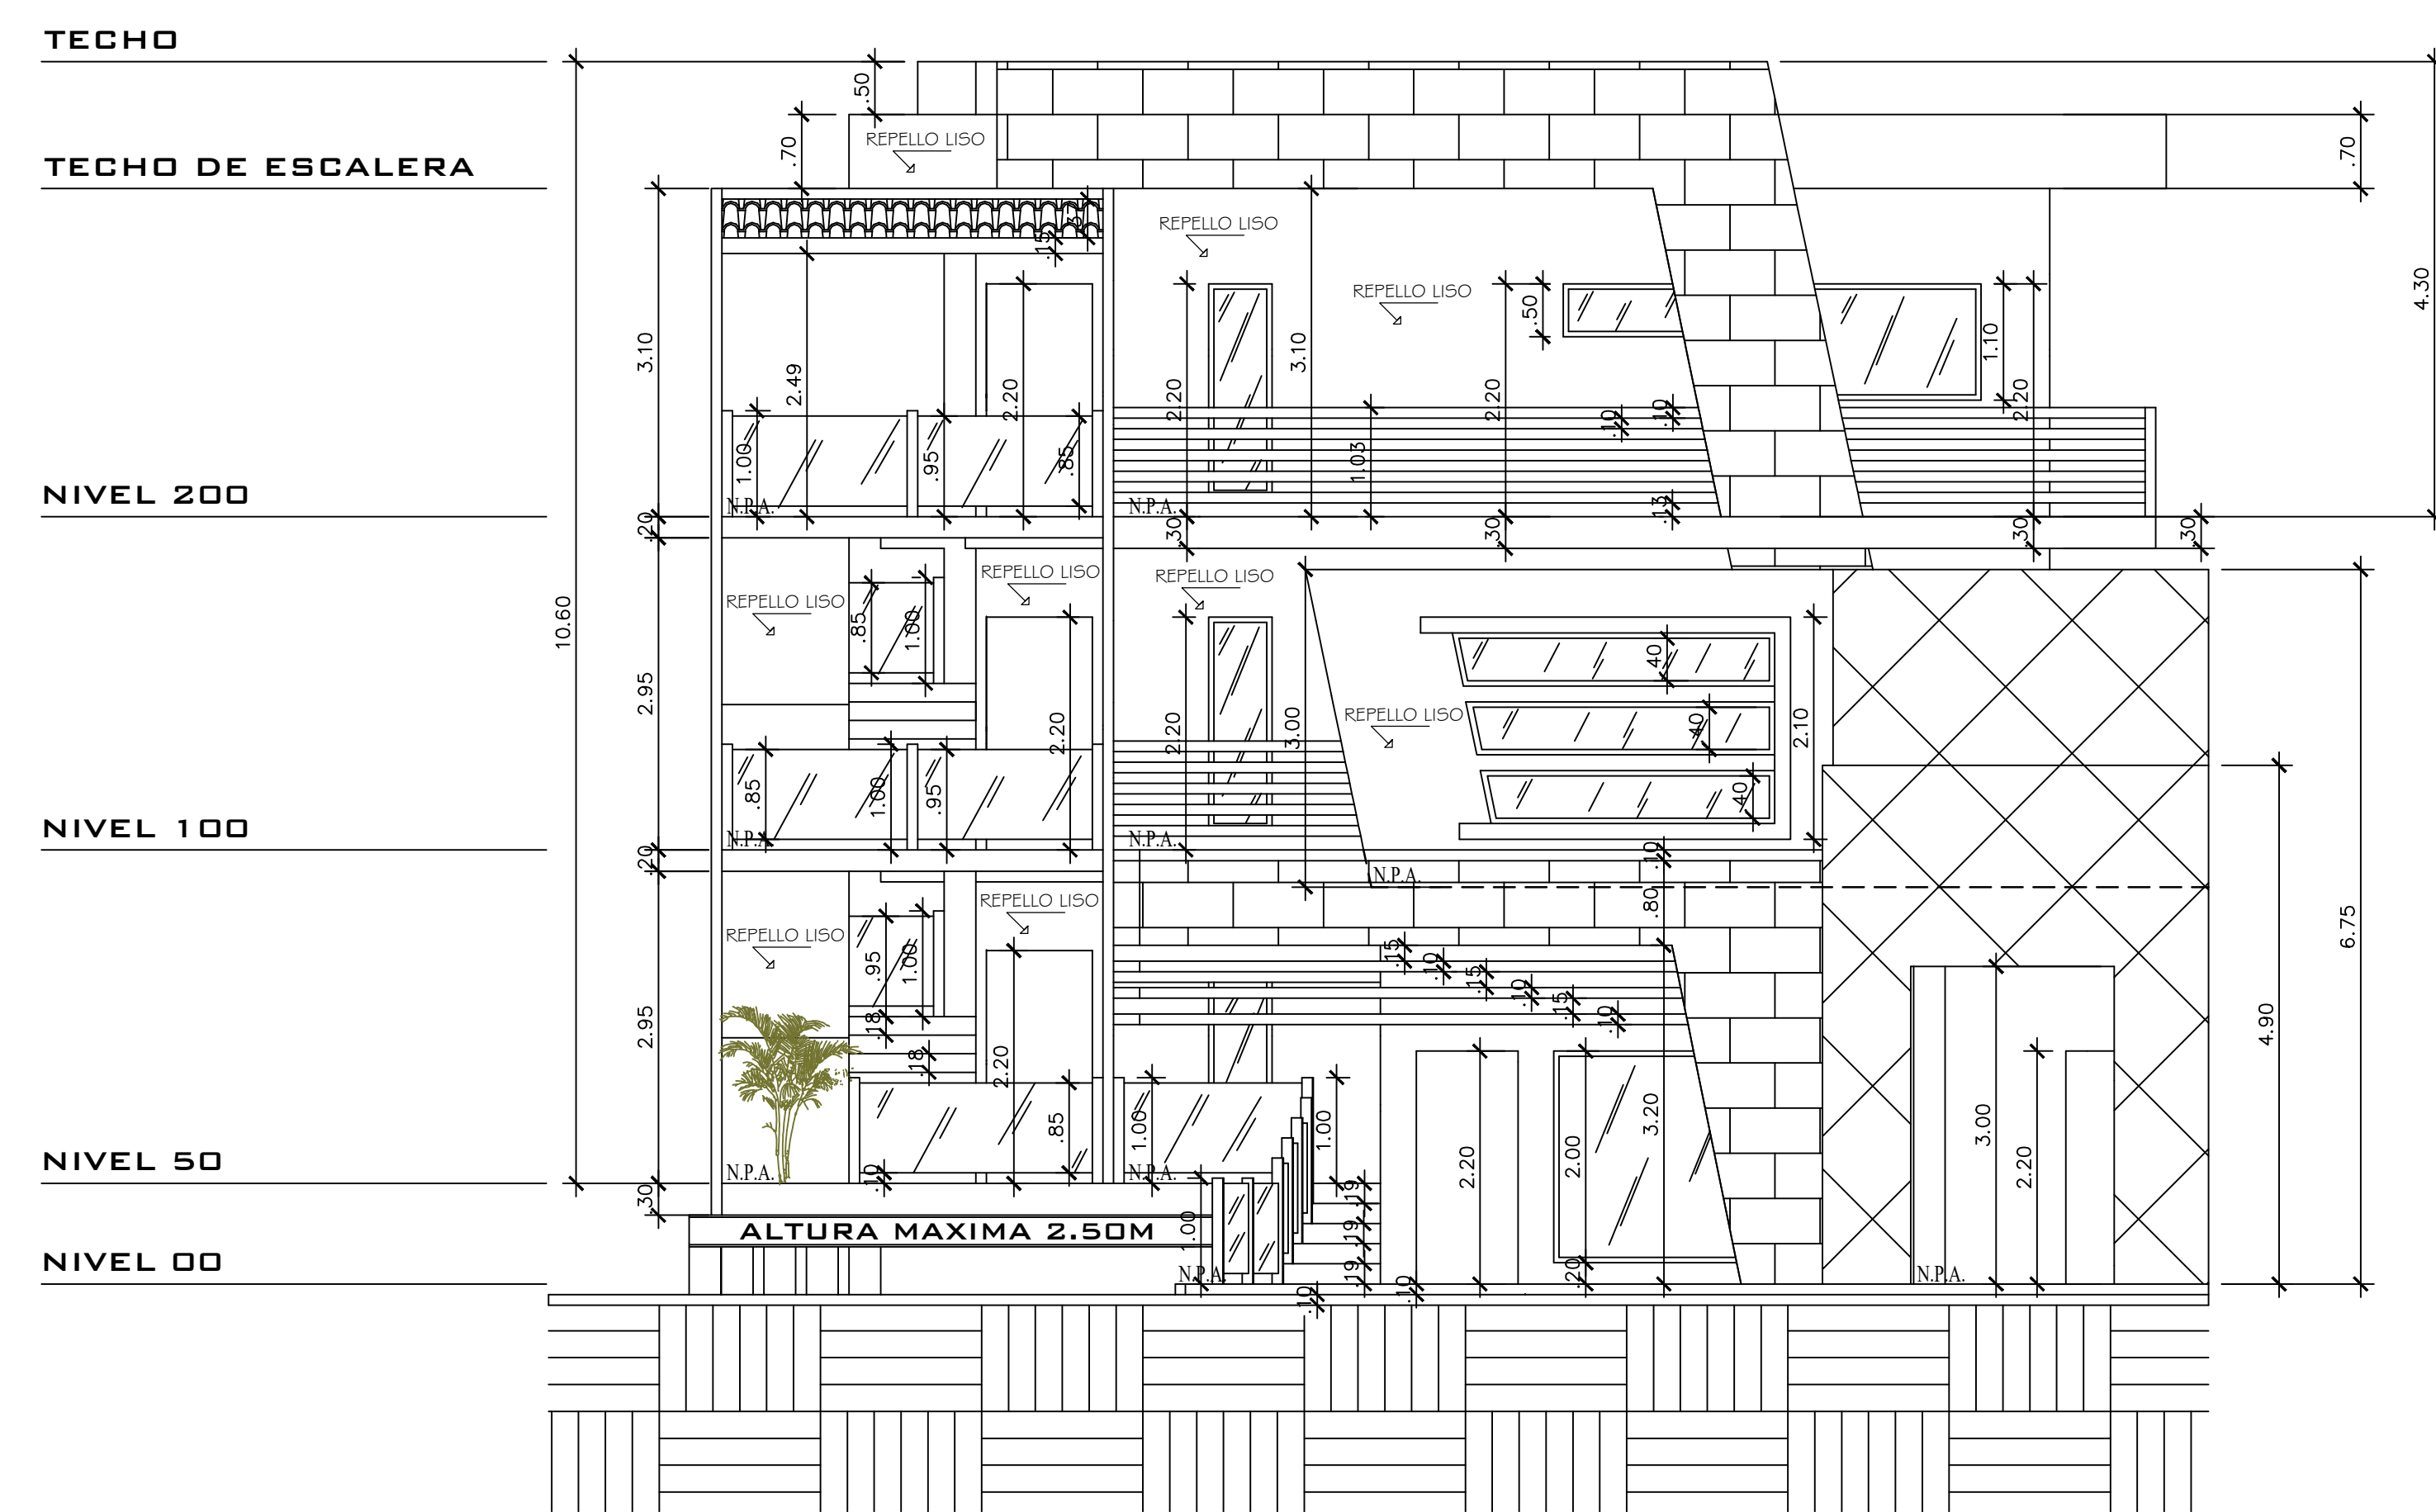 TECHO
.50
REPELLO LISO
.70
.70
TECHO DE ESCALERA
4.30
REPELLO LISO
.15
REPELLO LISO
.50
1.10
3.10
2.49
2.20
2.20
3.10
2.20
2.20
1.00
.95
.85
1.03
.10
.10
NIVEL 200
N.P.A.
N.P.A.
.13
.20
.30
.30
.30
.30
REPELLO LISO
REPELLO LISO
REPELLO LISO
10.60
.85
1.00
.40
2.95
2.20
2.20
3.00
REPELLO LISO
.40
2.10
.85
1.00
.95
.40
NIVEL 100
N.P.A.
N.P.A.
.20
.10
N.P.A.
.80
REPELLO LISO
REPELLO LISO
.95
1.00
.15
.10
.15
.10
.15
.10
6.75
4.90
2.95
.18
.18
2.20
.85
1.00
1.00
2.20
2.00
3.20
3.00
2.20
NIVEL 50
N.P.A.
.10
N.P.A.
.19
.30
ALTURA MAXIMA 2.50M
1.00
.19
NIVEL 00
N.P.A.
.19
.20
N.P.A.
.10
.10